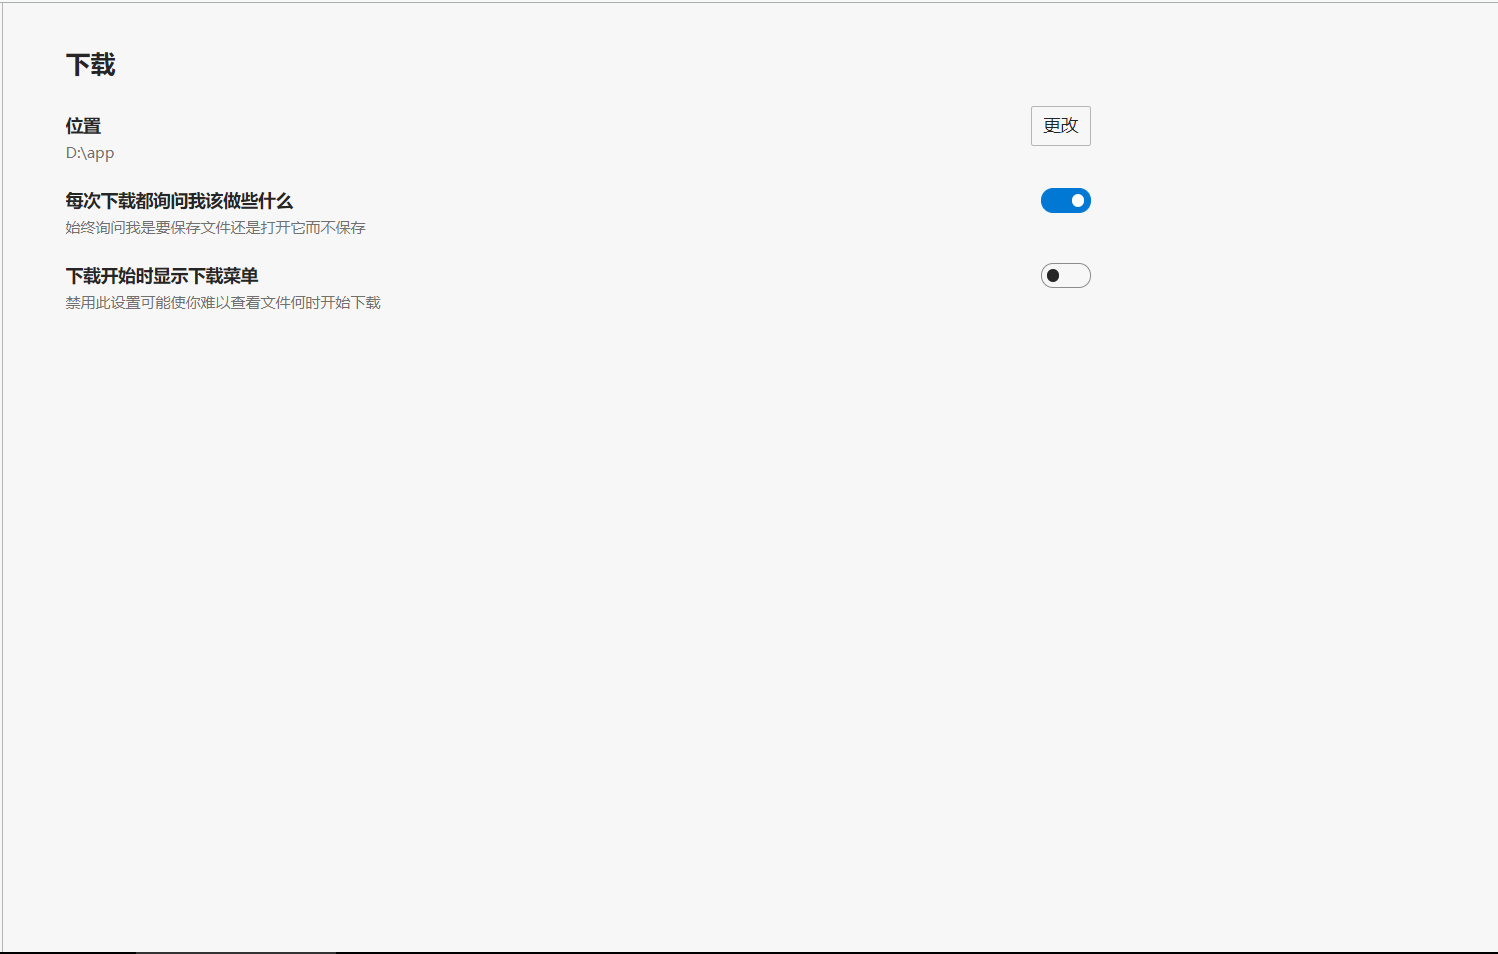 下载
位置
更改
D:\app
每次下载都询问我该做些什么
始终询问我是要保存文件还是打开它而不保存
下载开始时显示下载菜单
禁用此设置可能使你难以查看文件何时开始下载